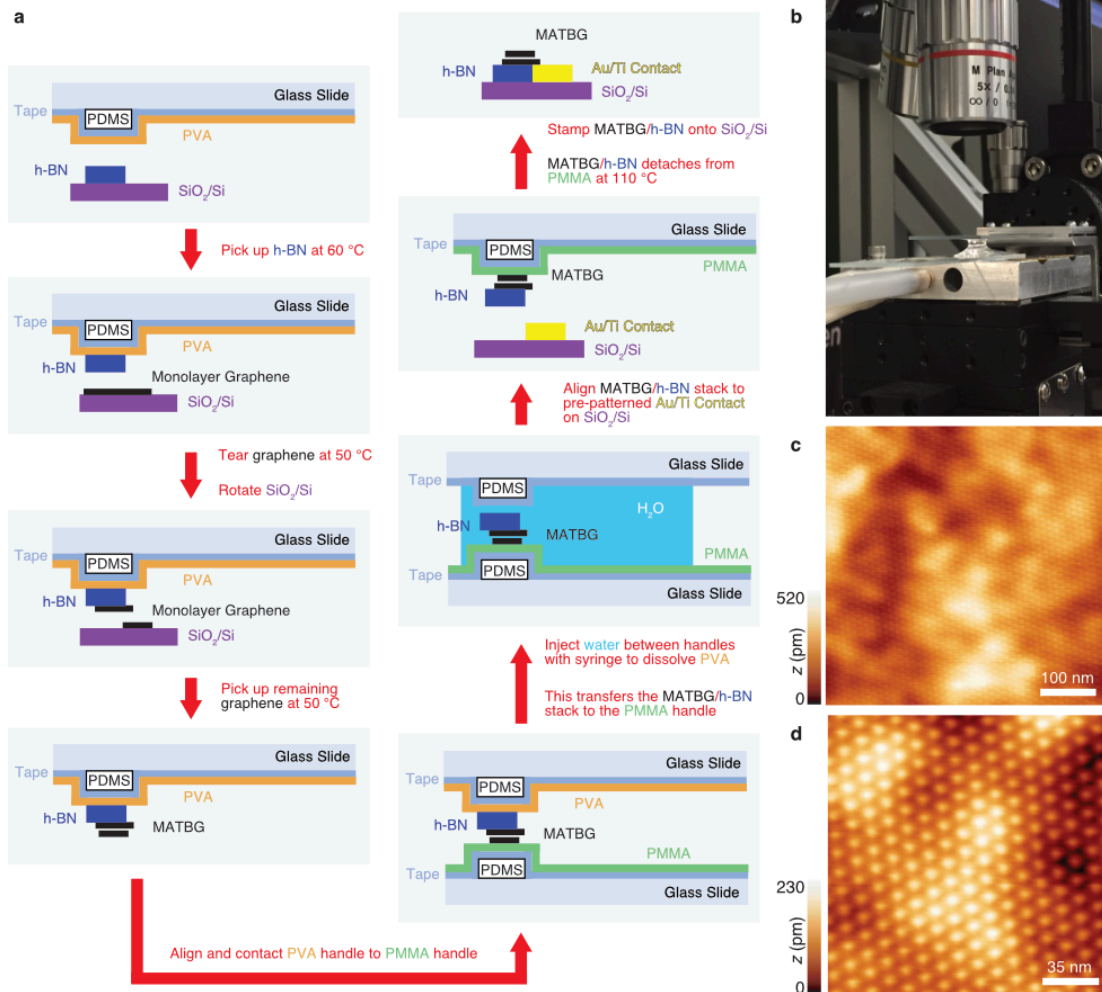 a
Glass Slide
Tape
PDMS
PVA
h-BN
SiO₂/Si
Pick up h-BN at 60 °C
Glass Slide
Tape
PDMS
PVA
h-BN
Monolayer Graphene
SiO₂/Si
Tear graphene at 50 °C
Rotate SiO₂/Si
Glass Slide
Tape
PDMS
PVA
h-BN
Monolayer Graphene
SiO₂/Si
Pick up remaining
graphene at 50 °C
Glass Slide
Tape
PDMS
PVA
h-BN
MATBG
Align and contact PVA handle to PMMA handle
Glass Slide
Tape
PDMS
PVA
h-BN
MATBG
PMMA
Tape
PDMS
Glass Slide
Inject water between handles
with syringe to dissolve PVA
This transfers the MATBG/h-BN
stack to the PMMA handle
Glass Slide
Tape
PDMS
H₂O
h-BN
MATBG
PMMA
Tape
PDMS
Glass Slide
Align MATBG/h-BN stack to
pre-patterned Au/Ti Contact
on SiO₂/Si
Glass Slide
Tape
PDMS
PMMA
MATBG
h-BN
Au/Ti Contact
SiO₂/Si
Stamp MATBG/h-BN onto SiO₂/Si
MATBG/h-BN detaches from
PMMA at 110 °C
MATBG
h-BN
Au/Ti Contact
SiO₂/Si
b
M Plan
5X / 0.
∞ / 0
c
520
z (pm)
0
100 nm
d
230
z (pm)
0
35 nm